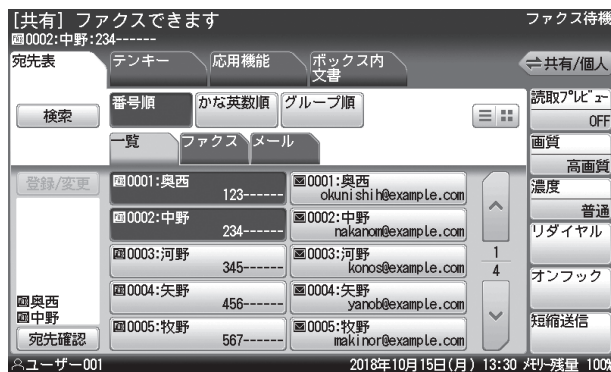 [共有] ファクスできます
ファクス待機
0002:中野:234------
宛先表
テンキー
応用機能
ボックス内
文書
共有/個人
検索
番号順
かな英数順
グループ順
読取プレビュー
OFF
一覧
ファクス
メール
画質
高画質
登録/変更
0001:奥西
123------
0001:奥西
okunishih@example.com
濃度
普通
0002:中野
234------
0002:中野
nakanom@example.com
リダイヤル
0003:河野
345------
0003:河野
konos@example.com
1
4
オンフック
0004:矢野
456------
0004:矢野
yanob@example.com
奥西
中野
宛先確認
0005:牧野
567------
0005:牧野
makinor@example.com
短縮送信
ユーザー001
2018年10月15日(月) 13:30 メモリー残量 100%